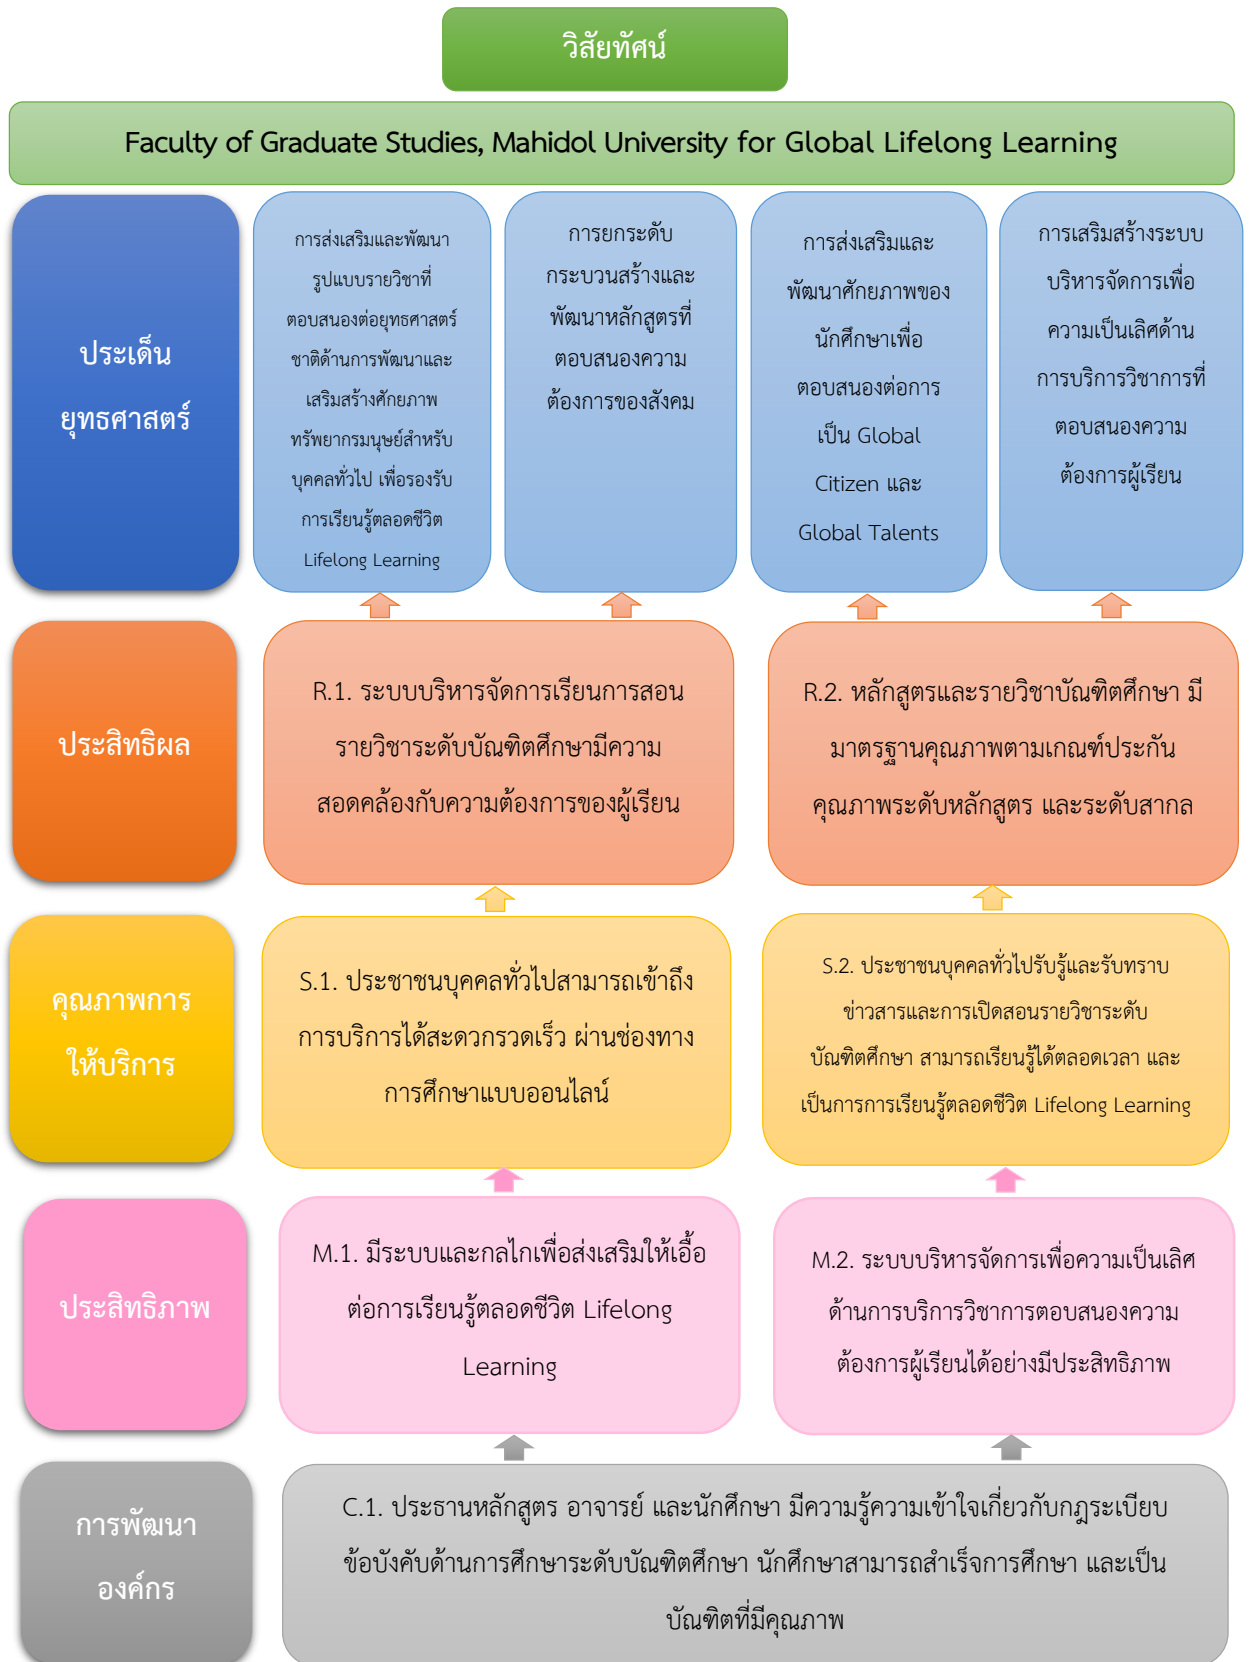 วิสัยทัศน์
Faculty of Graduate Studies, Mahidol University for Global Lifelong Learning
ประเด็น
ยุทธศาสตร์
การส่งเสริมและพัฒนา
รูปแบบรายวิชาที่
ตอบสนองต่อยุทธศาสตร์
ชาติด้านการพัฒนาและ
เสริมสร้างศักยภาพ
ทรัพยากรมนุษย์สำหรับ
บุคคลทั่วไป เพื่อรองรับ
การเรียนรู้ตลอดชีวิต
Lifelong Learning
การยกระดับ
กระบวนสร้างและ
พัฒนาหลักสูตรที่
ตอบสนองความ
ต้องการของสังคม
การส่งเสริมและ
พัฒนาศักยภาพของ
นักศึกษาเพื่อ
ตอบสนองต่อการ
เป็น Global
Citizen และ
Global Talents
การเสริมสร้างระบบ
บริหารจัดการเพื่อ
ความเป็นเลิศด้าน
การบริการวิชาการที่
ตอบสนองความ
ต้องการผู้เรียน
ประสิทธิผล
R.1. ระบบบริหารจัดการเรียนการสอน
รายวิชาระดับบัณฑิตศึกษามีความ
สอดคล้องกับความต้องการของผู้เรียน
R.2. หลักสูตรและรายวิชาบัณฑิตศึกษา มี
มาตรฐานคุณภาพตามเกณฑ์ประกัน
คุณภาพระดับหลักสูตร และระดับสากล
คุณภาพการ
ให้บริการ
S.1. ประชาชนบุคคลทั่วไปสามารถเข้าถึง
การบริการได้สะดวกรวดเร็ว ผ่านช่องทาง
การศึกษาแบบออนไลน์
S.2. ประชาชนบุคคลทั่วไปรับรู้และรับทราบ
ข่าวสารและการเปิดสอนรายวิชาระดับ
บัณฑิตศึกษา สามารถเรียนรู้ได้ตลอดเวลา และ
เป็นการการเรียนรู้ตลอดชีวิต Lifelong Learning
ประสิทธิภาพ
M.1. มีระบบและกลไกเพื่อส่งเสริมให้เอื้อ
ต่อการเรียนรู้ตลอดชีวิต Lifelong
Learning
M.2. ระบบบริหารจัดการเพื่อความเป็นเลิศ
ด้านการบริการวิชาการตอบสนองความ
ต้องการผู้เรียนได้อย่างมีประสิทธิภาพ
การพัฒนา
องค์กร
C.1. ประธานหลักสูตร อาจารย์ และนักศึกษา มีความรู้ความเข้าใจเกี่ยวกับกฎระเบียบ
ข้อบังคับด้านการศึกษาระดับบัณฑิตศึกษา นักศึกษาสามารถสำเร็จการศึกษา และเป็น
บัณฑิตที่มีคุณภาพ